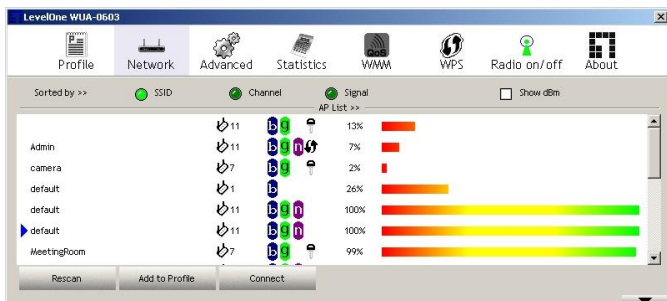 LevelOne WUA-0603
Profile Network Advanced Statistics QoS WMM WPS Radio on/off About
Sorted by >> SSID Channel Signal Show dBm
AP List >>
11 b g 13%
Admin 11 b g n 7%
camera 7 b g 2%
default 1 b 26%
default 11 b g n 100%
default 11 b g n 100%
MeetingRoom 7 b g 99%
Rescan Add to Profile Connect